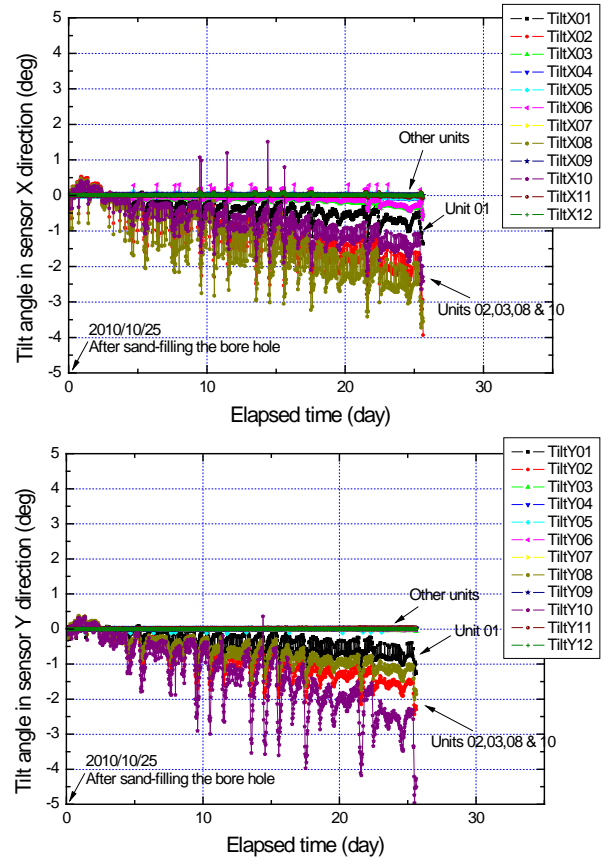 5
4
3
2
1
0
-1
-2
-3
-4
-5
Tilt angle in sensor X direction (deg)
Other units
Unit 01
Units 02,03,08 & 10
2010/10/25
After sand-filling the bore hole
0 10 20 30
Elapsed time (day)
TiltX01
TiltX02
TiltX03
TiltX04
TiltX05
TiltX06
TiltX07
TiltX08
TiltX09
TiltX10
TiltX11
TiltX12
5
4
3
2
1
0
-1
-2
-3
-4
-5
Tilt angle in sensor Y direction (deg)
Other units
Unit 01
Units 02,03,08 & 10
2010/10/25
After sand-filling the bore hole
0 10 20 30
Elapsed time (day)
TiltY01
TiltY02
TiltY03
TiltY04
TiltY05
TiltY06
TiltY07
TiltY08
TiltY09
TiltY10
TiltY11
TiltY12